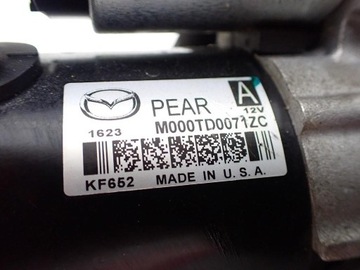 PEAR A
12V
1623 M000TD0071ZC
KF652 MADE IN U.S.A.